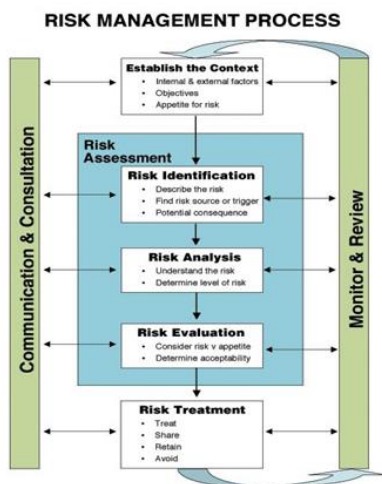 RISK MANAGEMENT PROCESS
Establish the Context
• Internal & external factors
• Objectives
• Appetite for risk
Risk
Assessment
Risk Identification
• Describe the risk
• Find risk source or trigger
• Potential consequence
Risk Analysis
• Understand the risk
• Determine level of risk
Risk Evaluation
• Consider risk v appetite
• Determine acceptability
Risk Treatment
• Treat
• Share
• Retain
• Avoid
Communication & Consultation
Monitor & Review